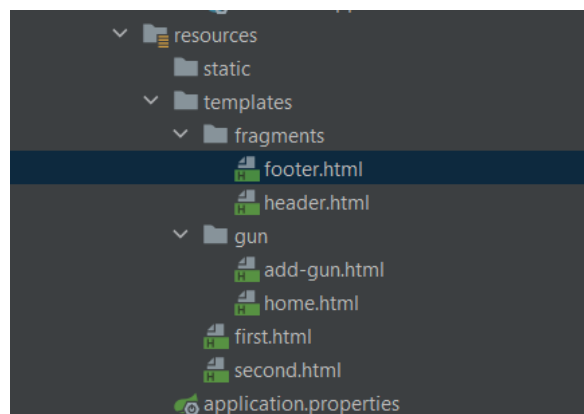 resources
static
templates
fragments
footer.html
header.html
gun
add-gun.html
home.html
first.html
second.html
application.properties